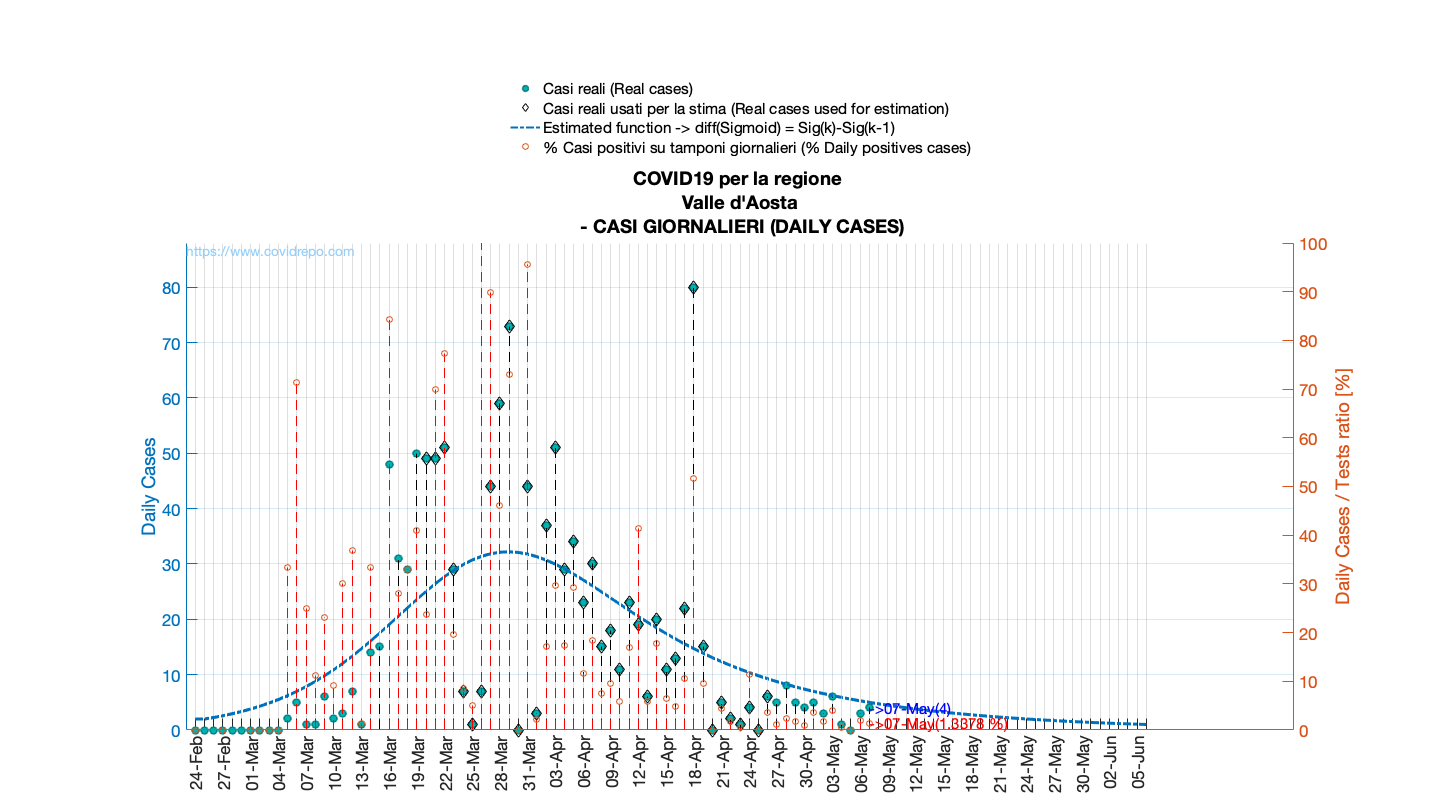 Casi reali (Real cases)
Casi reali usati per la stima (Real cases used for estimation)
Estimated function -> diff(Sigmoid) = Sig(k)-Sig(k-1)
% Casi positivi su tamponi giornalieri (% Daily positives cases)
COVID19 per la regione
Valle d'Aosta
- CASI GIORNALIERI (DAILY CASES)
https://www.covidrepo.com
Daily Cases
80
70
60
50
40
30
20
10
0
100
90
80
70
60
50
40
30
20
10
0
Daily Cases / Tests ratio [%]
->07-May(4)
->07-May(1.3378 %)
24-Feb
27-Feb
01-Mar
04-Mar
07-Mar
10-Mar
13-Mar
16-Mar
19-Mar
22-Mar
25-Mar
28-Mar
31-Mar
03-Apr
06-Apr
09-Apr
12-Apr
15-Apr
18-Apr
21-Apr
24-Apr
27-Apr
30-Apr
03-May
06-May
09-May
12-May
15-May
18-May
21-May
24-May
27-May
30-May
02-Jun
05-Jun